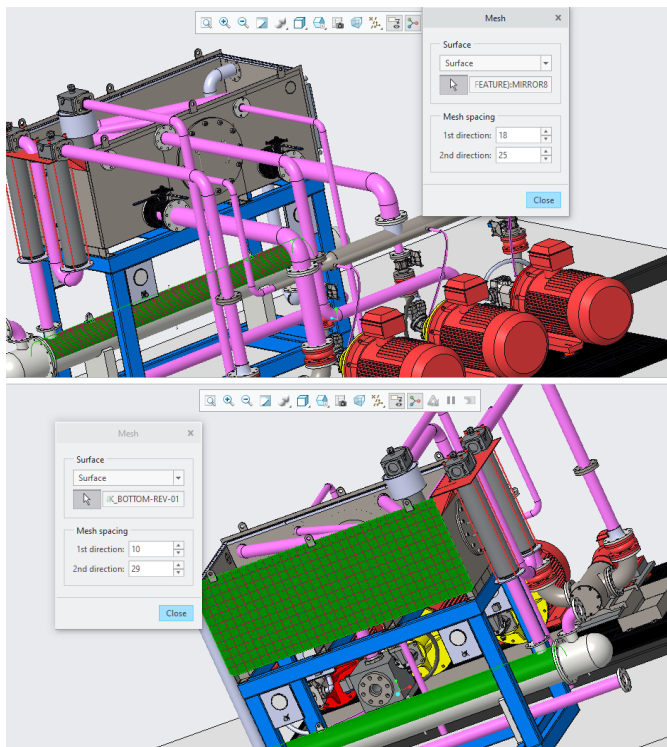 Mesh
Surface
Surface
FEATURE):MIRROR8
Mesh spacing
1st direction: 18
2nd direction: 25
Close
Mesh
Surface
Surface
K_BOTTOM-REV-01
Mesh spacing
1st direction: 10
2nd direction: 29
Close